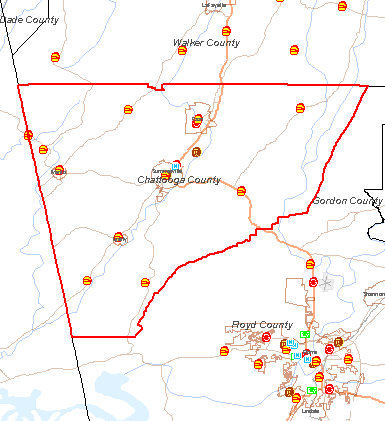 LaFayette
Dade County
Walker County
Summerville
Chattooga County
Gordon County
Shannon
Floyd County
Rome
Lindale